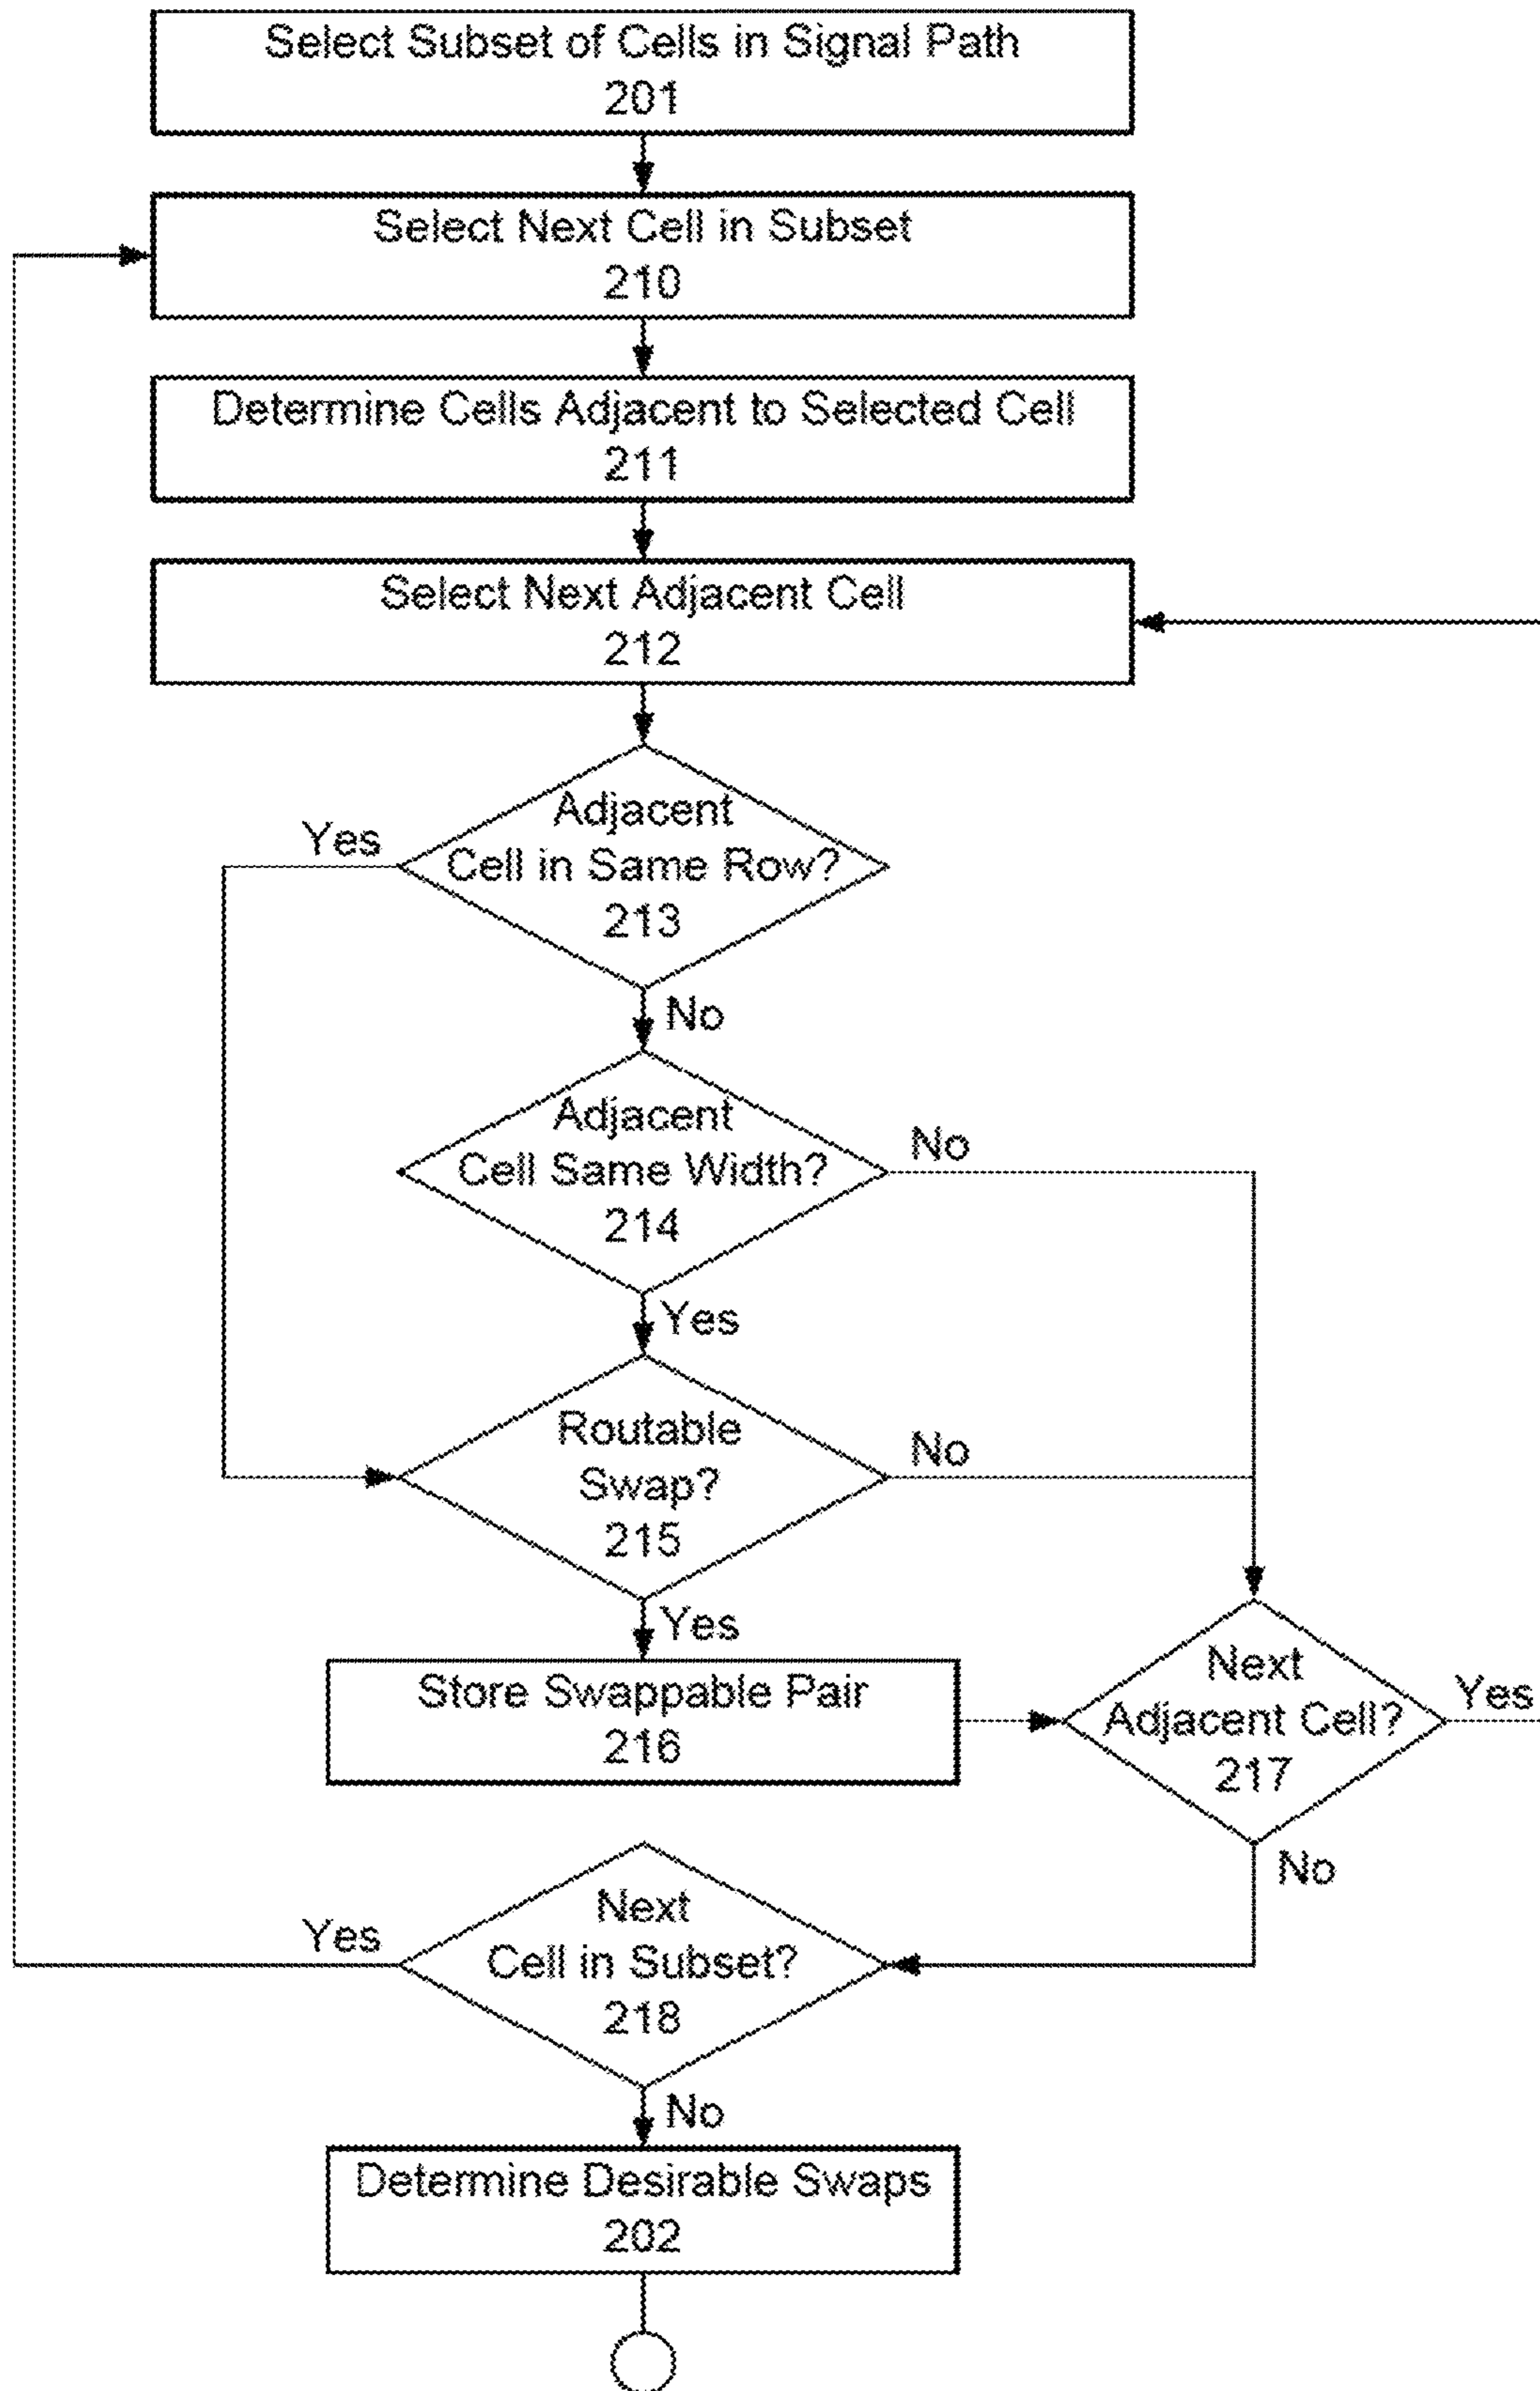 Select Subset of Cells in Signal Path
201
Select Next Cell in Subset
210
Determine Cells Adjacent to Selected Cell
211
Select Next Adjacent Cell
212
Adjacent
Cell in Same Row?
213
Yes
No
Adjacent
Cell Same Width?
214
No
Yes
Routable
Swap?
215
No
Yes
Store Swappable Pair
216
Next
Adjacent Cell?
217
Yes
No
Next
Cell in Subset?
218
Yes
No
Determine Desirable Swaps
202